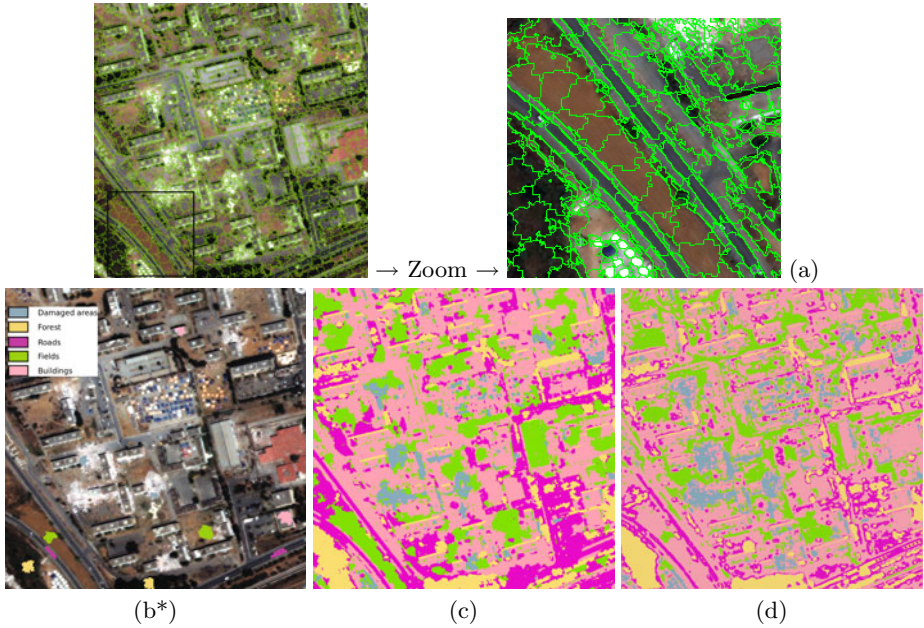 → Zoom →
(a)
Damaged areas
Forest
Roads
Fields
Buildings
(b*)
(c)
(d)